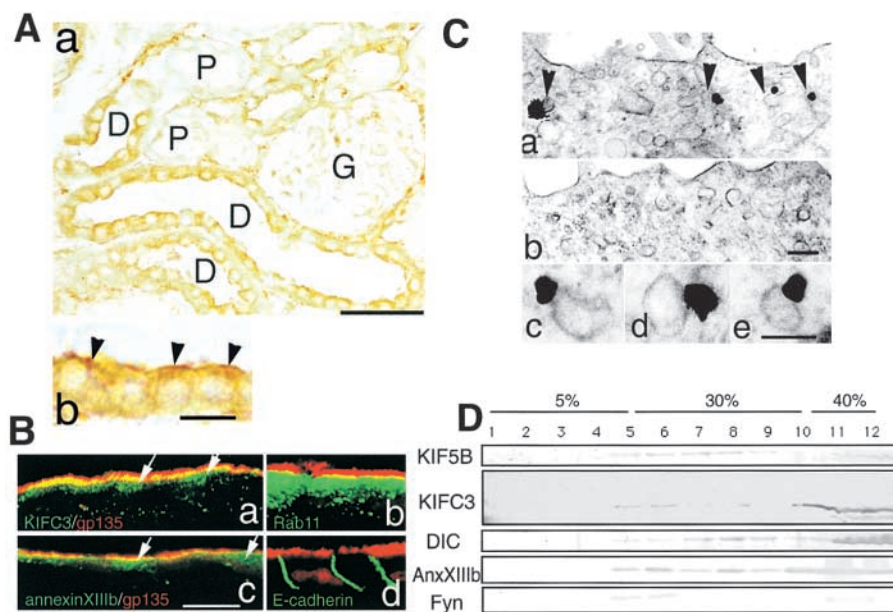 A
a
P
D
P
G
D
D
b
B
KIFC3/gp135
a
Rab11
b
annexinXIIIb/gp135
c
E-cadherin
d
C
a
b
c
d
e
D
5%
30%
40%
1 2 3 4 5 6 7 8 9 10 11 12
KIF5B
KIFC3
DIC
AnxXIIIb
Fyn